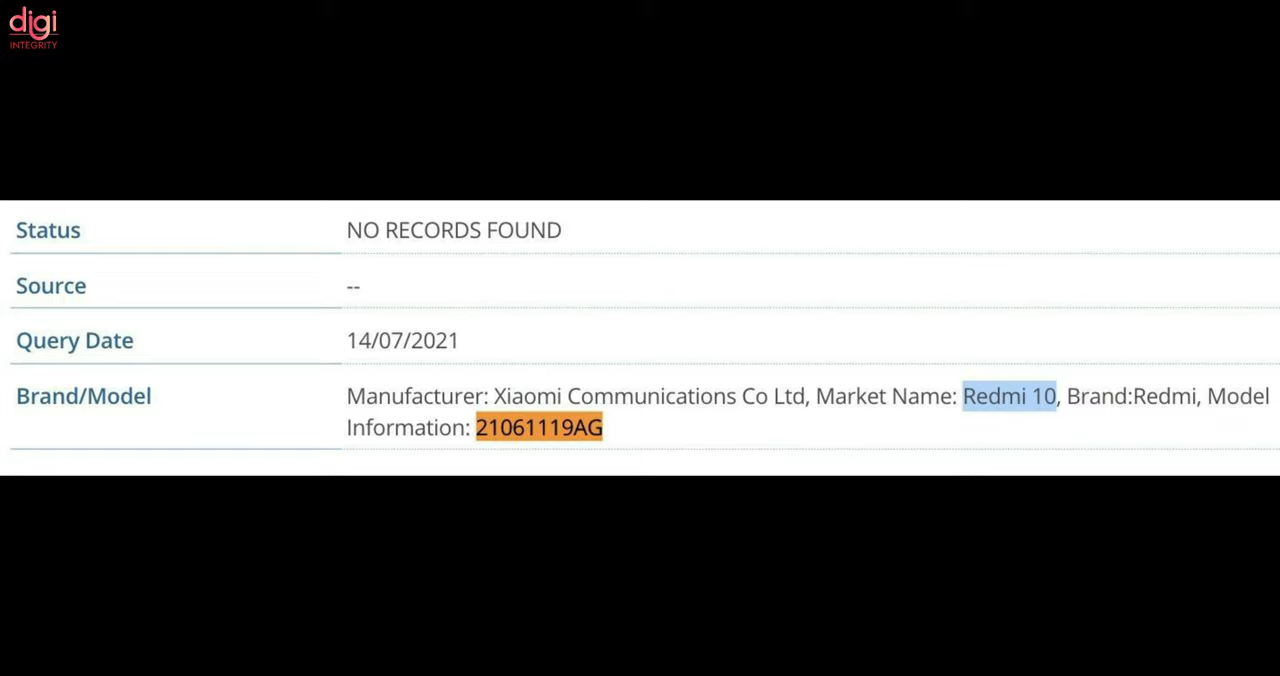 digi
INTEGRITY
Status NO RECORDS FOUND
Source --
Query Date 14/07/2021
Brand/Model Manufacturer: Xiaomi Communications Co Ltd, Market Name: Redmi 10, Brand:Redmi, Model
Information: 21061119AG